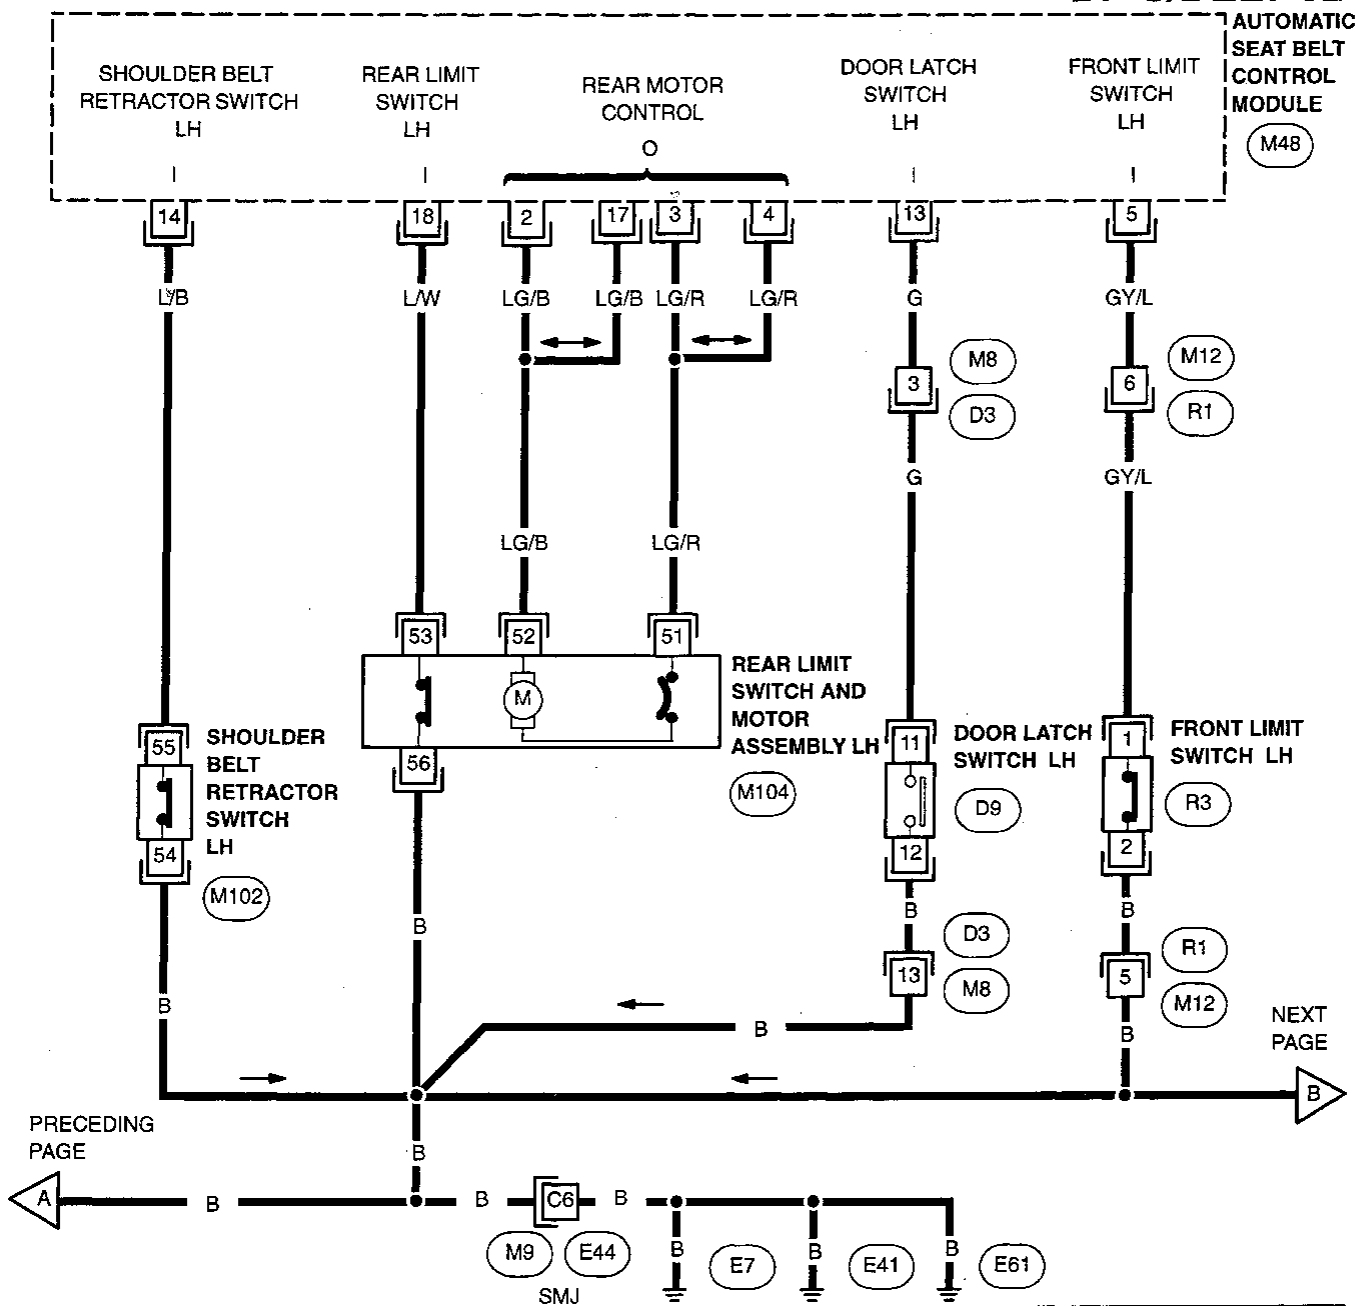 AUTOMATIC
SEAT BELT
CONTROL
MODULE
M48
SHOULDER BELT
RETRACTOR SWITCH
LH
I
REAR LIMIT
SWITCH
LH
I
REAR MOTOR
CONTROL
O
DOOR LATCH
SWITCH
LH
I
FRONT LIMIT
SWITCH
LH
I
14
18
2
17
3
4
13
5
L/B
L/W
LG/B
LG/B
LG/R
LG/R
G
GY/L
3
M8
D3
6
M12
R1
G
GY/L
LG/B
LG/R
53
52
51
M
56
REAR LIMIT
SWITCH AND
MOTOR
ASSEMBLY LH
M104
55
54
SHOULDER
BELT
RETRACTOR
SWITCH
LH
M102
11
12
DOOR LATCH
SWITCH LH
D9
1
2
FRONT LIMIT
SWITCH LH
R3
B
B
B
D3
13
M8
R1
5
M12
B
B
B
NEXT
PAGE
B
PRECEDING
PAGE
A
B
B
B
C6
B
M9
E44
SMJ
B
E7
B
E41
B
E61